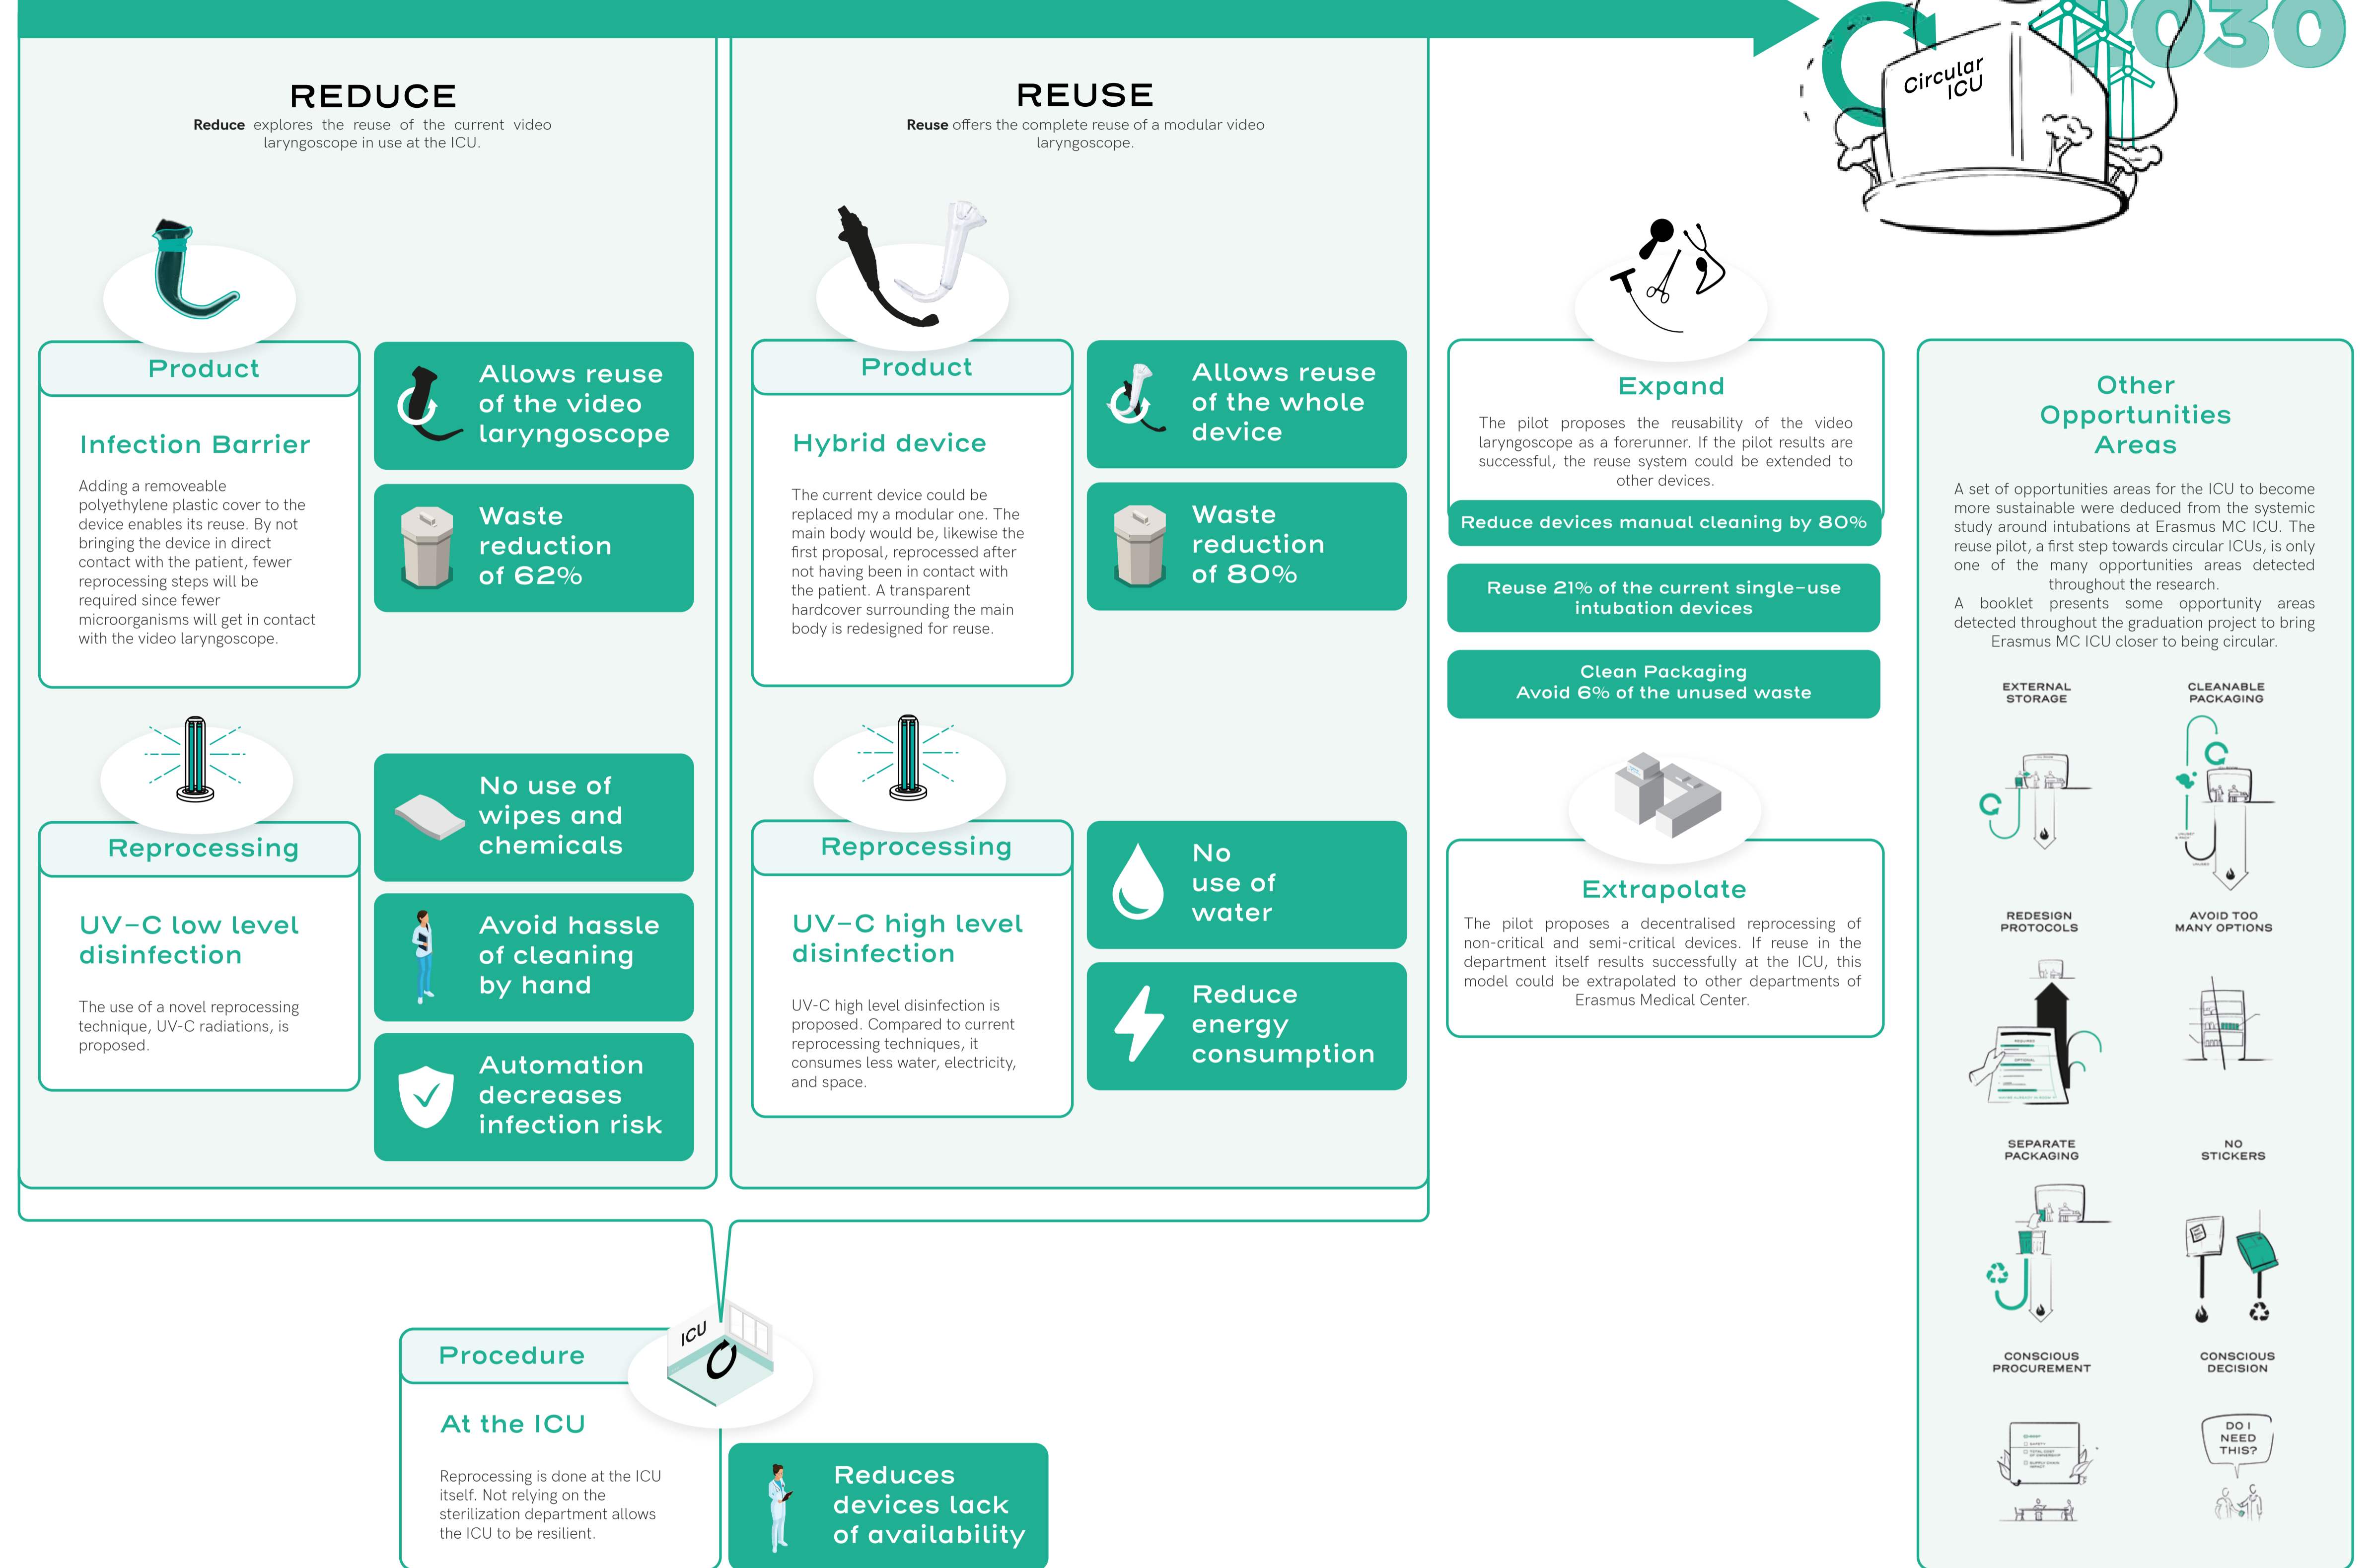 2030
Circular
ICU
REDUCE
Reduce explores the reuse of the current video
laryngoscope in use at the ICU.
Product
Infection Barrier
Adding a removeable
polyethylene plastic cover to the
device enables its reuse. By not
bringing the device in direct
contact with the patient, fewer
reprocessing steps will be
required since fewer
microorganisms will get in contact
with the video laryngoscope.
Allows reuse
of the video
laryngoscope
Waste
reduction
of 62%
Reprocessing
UV-C low level
disinfection
The use of a novel reprocessing
technique, UV-C radiations, is
proposed.
No use of
wipes and
chemicals
Avoid hassle
of cleaning
by hand
Automation
decreases
infection risk
REUSE
Reuse offers the complete reuse of a modular video
laryngoscope.
Product
Hybrid device
The current device could be
replaced my a modular one. The
main body would be, likewise the
first proposal, reprocessed after
not having been in contact with
the patient. A transparent
hardcover surrounding the main
body is redesigned for reuse.
Allows reuse
of the whole
device
Waste
reduction
of 80%
Reprocessing
UV-C high level
disinfection
UV-C high level disinfection is
proposed. Compared to current
reprocessing techniques, it
consumes less water, electricity,
and space.
No
use of
water
Reduce
energy
consumption
Procedure
ICU
At the ICU
Reprocessing is done at the ICU
itself. Not relying on the
sterilization department allows
the ICU to be resilient.
Reduces
devices lack
of availability
Expand
The pilot proposes the reusability of the video
laryngoscope as a forerunner. If the pilot results are
successful, the reuse system could be extended to
other devices.
Reduce devices manual cleaning by 80%
Reuse 21% of the current single-use
intubation devices
Clean Packaging
Avoid 6% of the unused waste
Extrapolate
The pilot proposes a decentralised reprocessing of
non-critical and semi-critical devices. If reuse in the
department itself results successfully at the ICU, this
model could be extrapolated to other departments of
Erasmus Medical Center.
Other
Opportunities
Areas
A set of opportunities areas for the ICU to become
more sustainable were deduced from the systemic
study around intubations at Erasmus MC ICU. The
reuse pilot, a first step towards circular ICUs, is only
one of the many opportunities areas detected
throughout the research.
A booklet presents some opportunity areas
detected throughout the graduation project to bring
Erasmus MC ICU closer to being circular.
EXTERNAL
STORAGE
CLEANABLE
PACKAGING
REDESIGN
PROTOCOLS
REQUIRED
OPTIONAL
AVOID TOO
MANY OPTIONS
SEPARATE
PACKAGING
NO
STICKERS
CONSCIOUS
PROCUREMENT
SAFETY
TOTAL COST
OF OWNERSHIP
SUPPLY CHAIN
IMPACT
CONSCIOUS
DECISION
DO I
NEED
THIS?